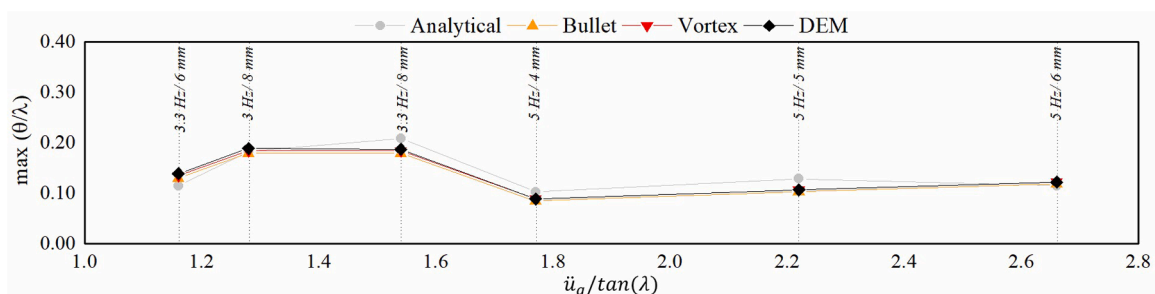 Analytical Bullet Vortex DEM
0.40
0.30
0.20
0.10
0.00
max (θ/λ)
3.3 Hz/ 6 mm
3 Hz/ 8 mm
3.3 Hz/ 8 mm
5 Hz/ 4 mm
5 Hz/ 5 mm
5 Hz/ 6 mm
1.0 1.2 1.4 1.6 1.8 2.0 2.2 2.4 2.6 2.8
üg/tan(λ)